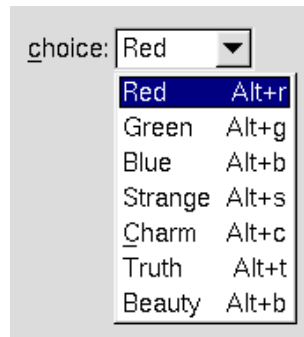 choice: Red
Red Alt+r
Green Alt+g
Blue Alt+b
Strange Alt+s
Charm Alt+c
Truth Alt+t
Beauty Alt+b